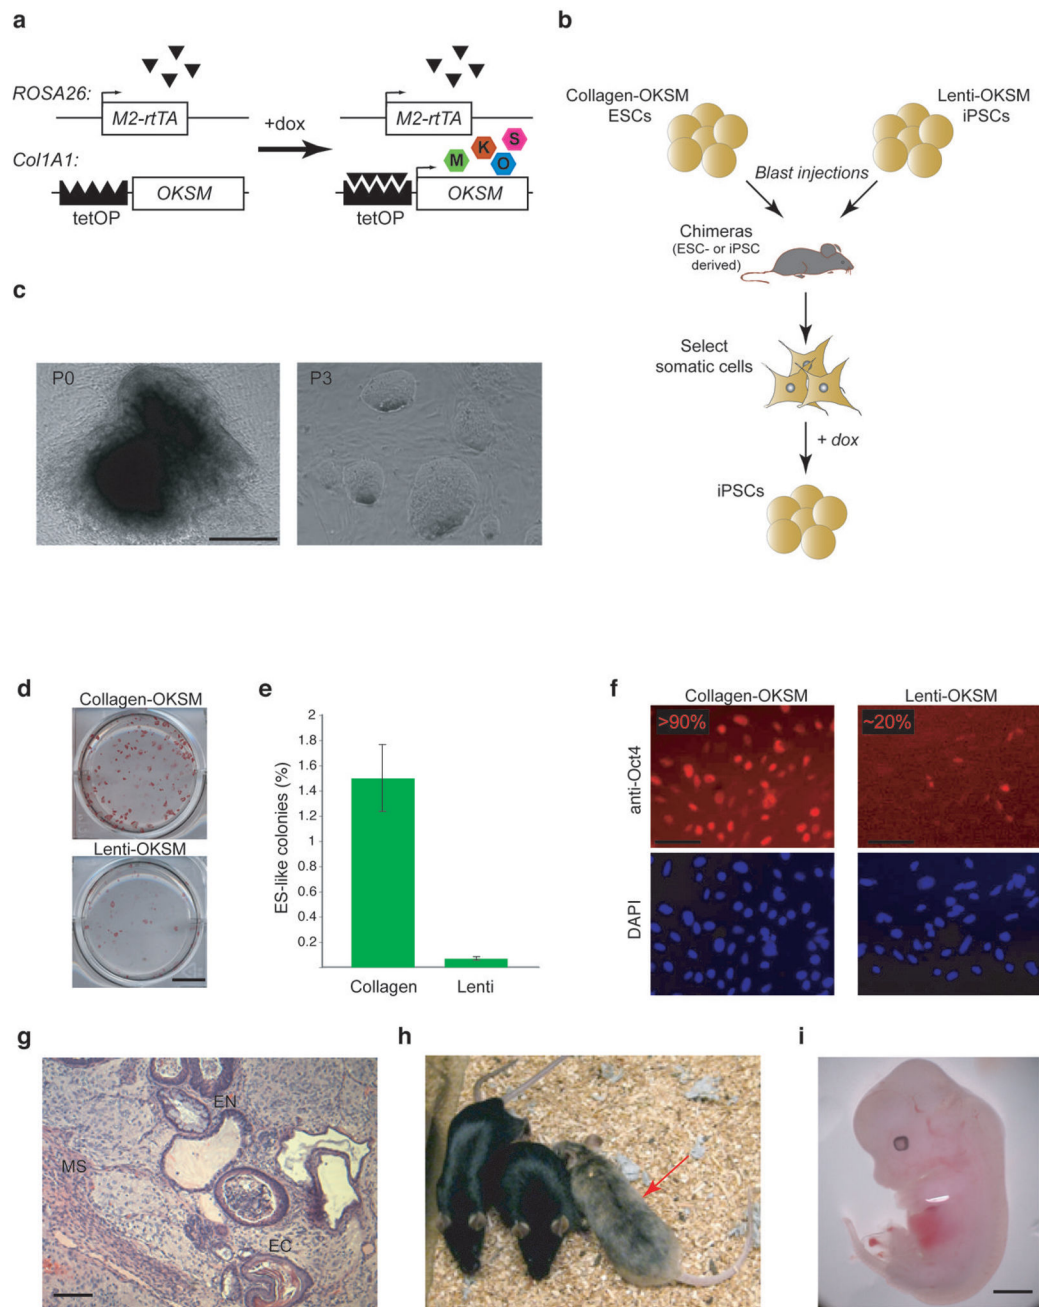 a
ROSA26:
M2-rtTA
+dox
M2-rtTA
Col1A1:
M
K
S
O
OKSM
OKSM
tetOP
tetOP
b
Collagen-OKSM
ESCs
Lenti-OKSM
iPSCs
Blast injections
Chimeras
(ESC- or iPSC
derived)
Select
somatic cells
+ dox
iPSCs
c
P0
P3
d
Collagen-OKSM
Lenti-OKSM
e
ES-like colonies (%)
2
1.8
1.6
1.4
1.2
1
0.8
0.6
0.4
0.2
Collagen
Lenti
f
Collagen-OKSM
Lenti-OKSM
>90%
~20%
anti-Oct4
DAPI
g
EN
MS
EC
h
i